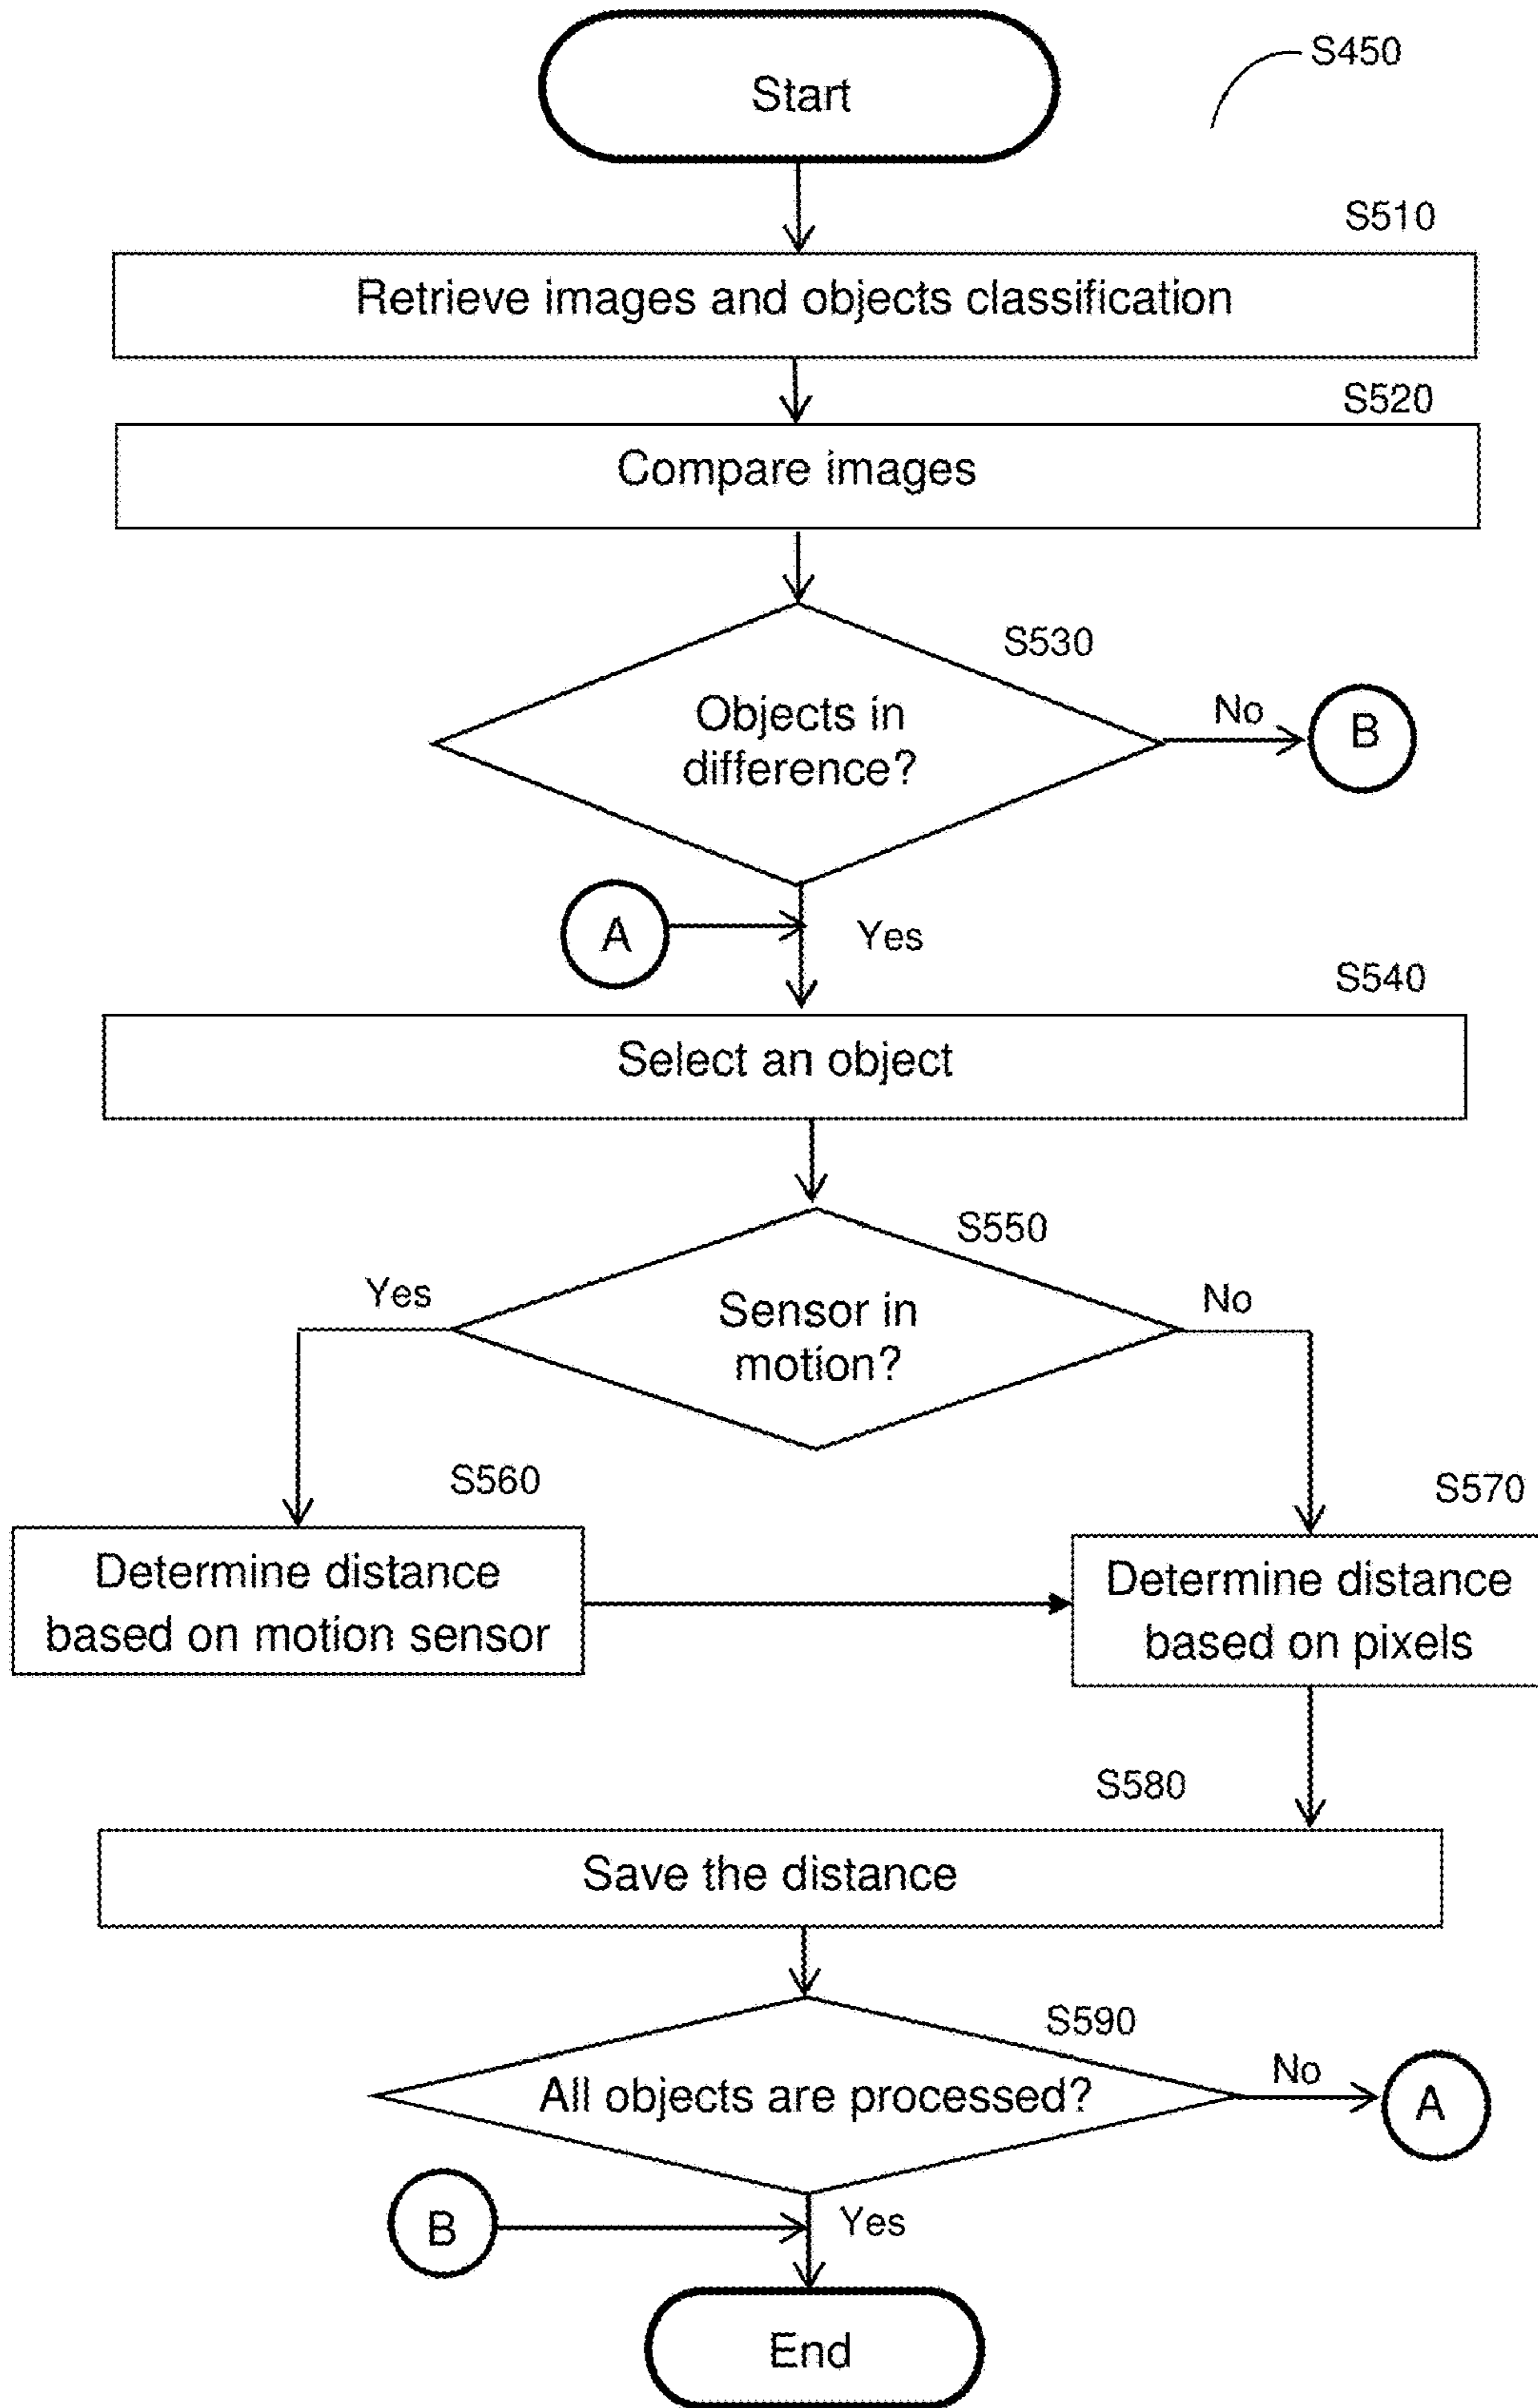 Start
S450
S510
Retrieve images and objects classification
S520
Compare images
S530
Objects in
difference?
No
B
A
Yes
S540
Select an object
S550
Sensor in
motion?
Yes
No
S560
Determine distance
based on motion sensor
S570
Determine distance
based on pixels
S580
Save the distance
S590
All objects are processed?
No
A
B
Yes
End